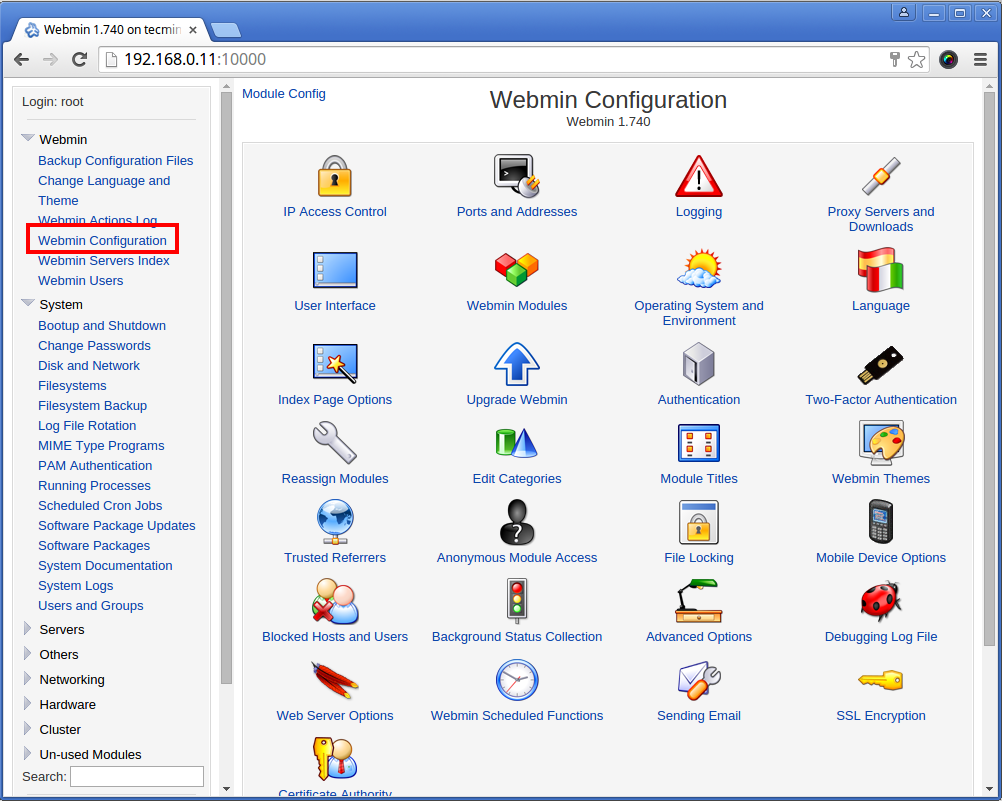 Webmin 1.740 on tecmin
192.168.0.11:10000
Login: root
Webmin
Backup Configuration Files
Change Language and
Theme
Webmin Actions Log
Webmin Configuration
Webmin Servers Index
Webmin Users
System
Bootup and Shutdown
Change Passwords
Disk and Network
Filesystems
Filesystem Backup
Log File Rotation
MIME Type Programs
PAM Authentication
Running Processes
Scheduled Cron Jobs
Software Package Updates
Software Packages
System Documentation
System Logs
Users and Groups
Servers
Others
Networking
Hardware
Cluster
Un-used Modules
Search:
Module Config
Webmin Configuration
Webmin 1.740
IP Access Control
Ports and Addresses
Logging
Proxy Servers and
Downloads
User Interface
Webmin Modules
Operating System and
Environment
Language
Index Page Options
Upgrade Webmin
Authentication
Two-Factor Authentication
Reassign Modules
Edit Categories
Module Titles
Webmin Themes
Trusted Referrers
Anonymous Module Access
File Locking
Mobile Device Options
Blocked Hosts and Users
Background Status Collection
Advanced Options
Debugging Log File
Web Server Options
Webmin Scheduled Functions
Sending Email
SSL Encryption
Certificate Authority